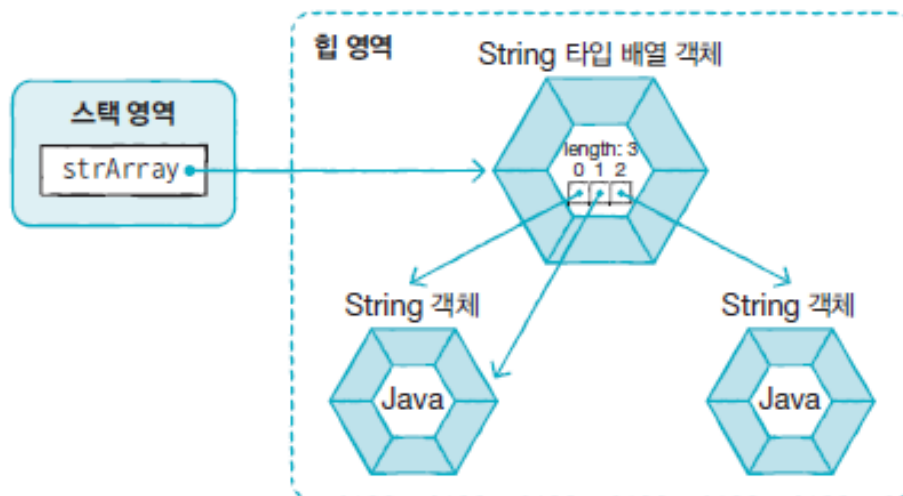 힙 영역
String 타입 배열 객체
스택 영역
strArray
length: 3
0 1 2
String 객체
String 객체
Java
Java